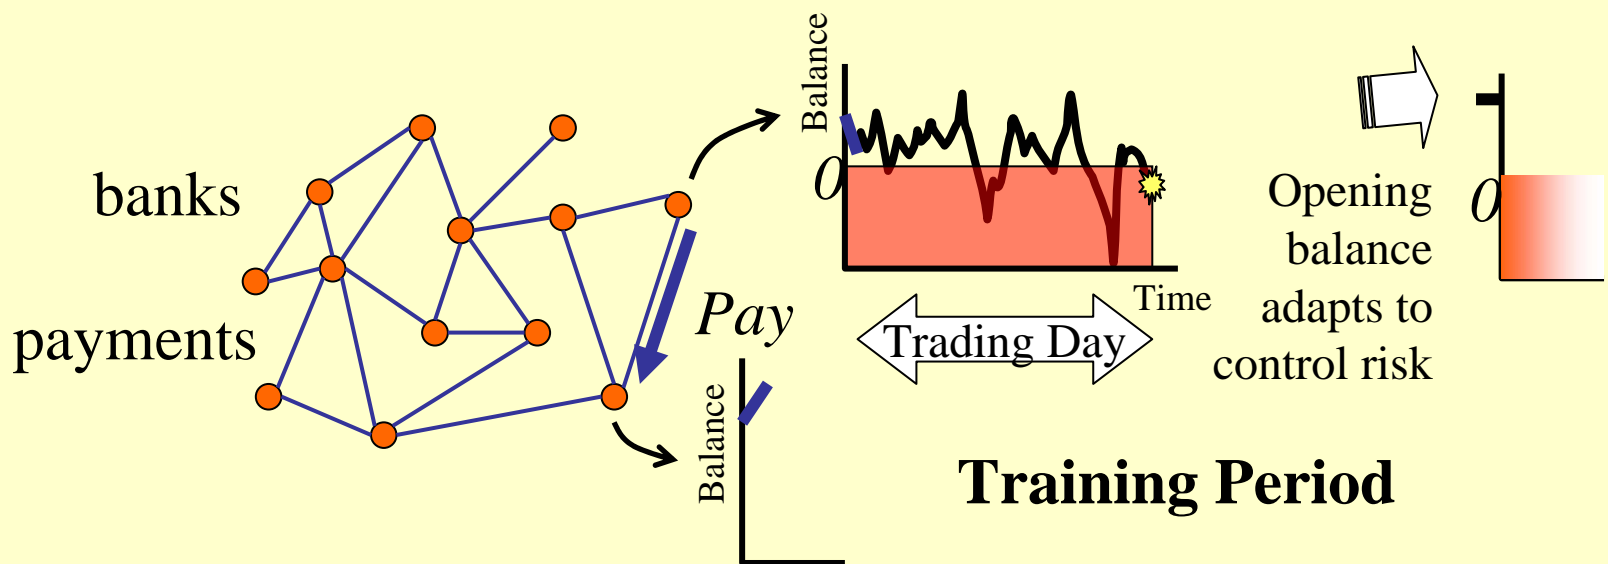 banks
payments
Pay
Balance
0
Time
Trading Day
Balance
Opening
balance
adapts to
control risk
0
Training Period